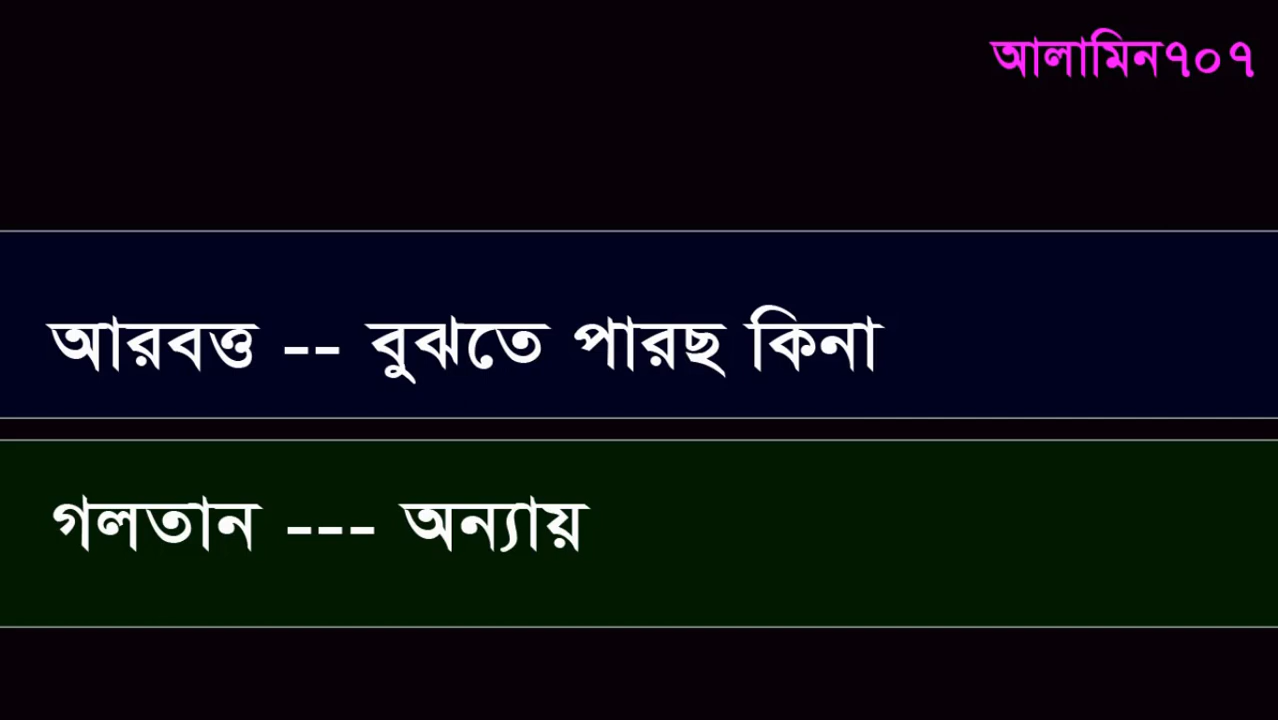 আলামিন৭০৭
আরবত্ত -- বুঝতে পারছ কিনা
গলতান --- অন্যায়